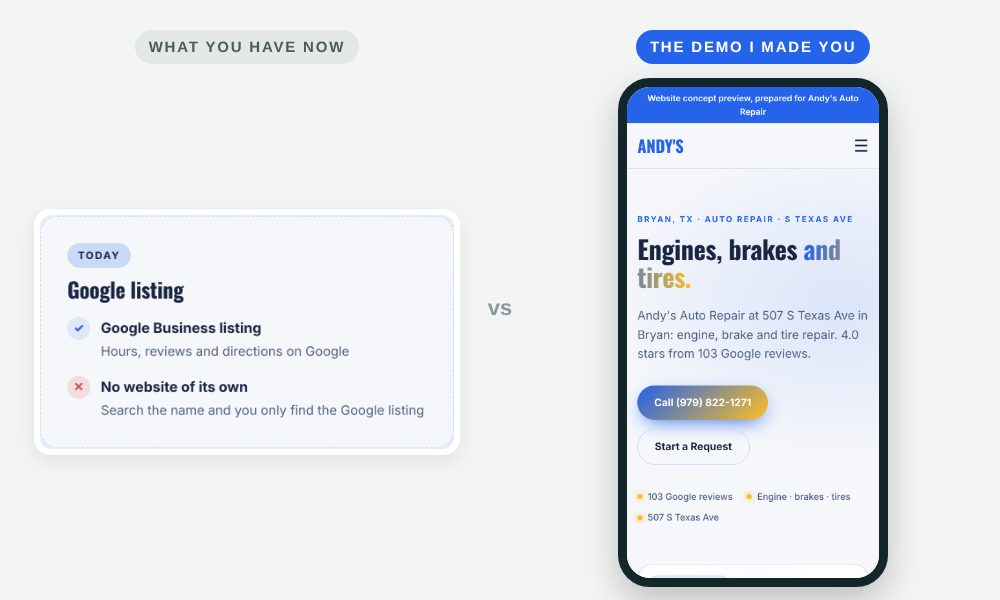 WHAT YOU HAVE NOW
TODAY
Google listing
Google Business listing
Hours, reviews and directions on Google
No website of its own
Search the name and you only find the Google listing
vs
THE DEMO I MADE YOU
Website concept preview, prepared for Andy's Auto
Repair
ANDY'S
BRYAN, TX · AUTO REPAIR · S TEXAS AVE
Engines, brakes and
tires.
Andy's Auto Repair at 507 S Texas Ave in
Bryan: engine, brake and tire repair. 4.0
stars from 103 Google reviews.
Call (979) 822-1271
Start a Request
103 Google reviews
Engine · brakes · tires
507 S Texas Ave